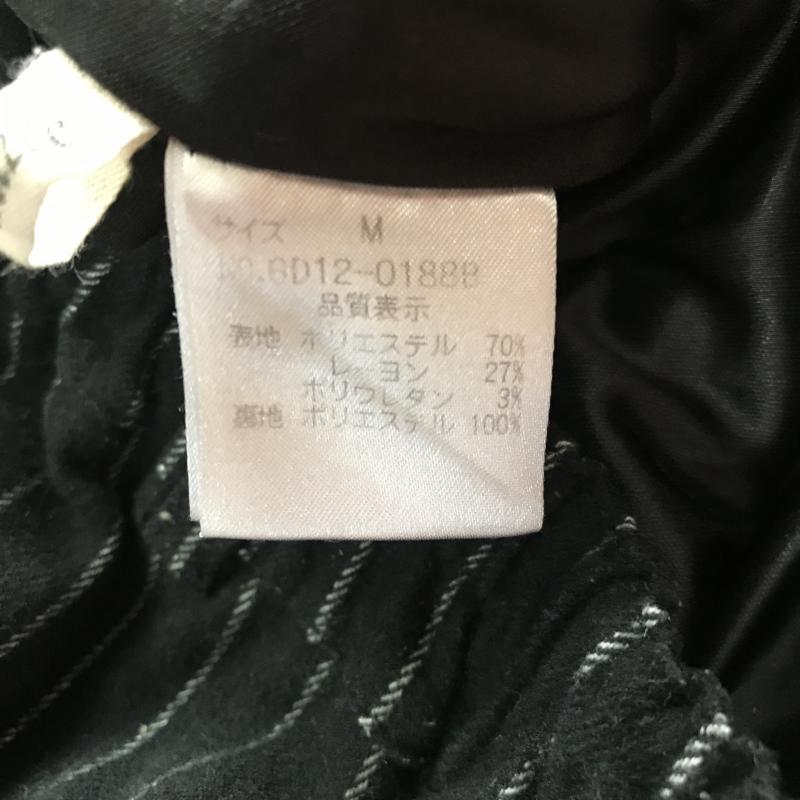 サイズ M
NO.GD12-0188B
品質表示
表地 ポリエステル 70%
レーヨン 27%
ポリウレタン 3%
裏地 ポリエステル 100%